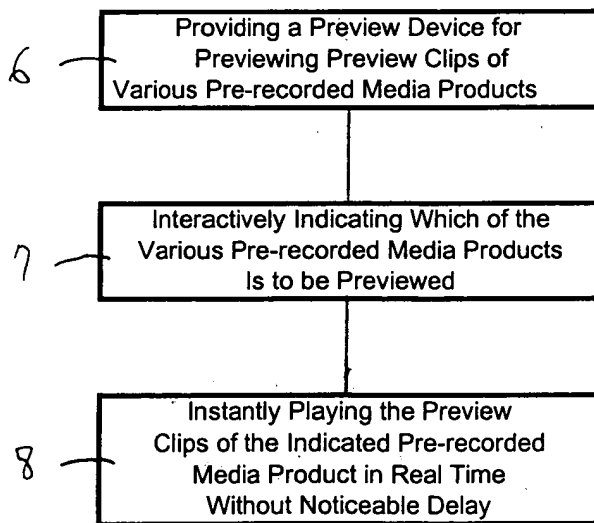 6
Providing a Preview Device for
Previewing Preview Clips of
Various Pre-recorded Media Products
7
Interactively Indicating Which of the
Various Pre-recorded Media Products
Is to be Previewed
8
Instantly Playing the Preview
Clips of the Indicated Pre-recorded
Media Product in Real Time
Without Noticeable Delay